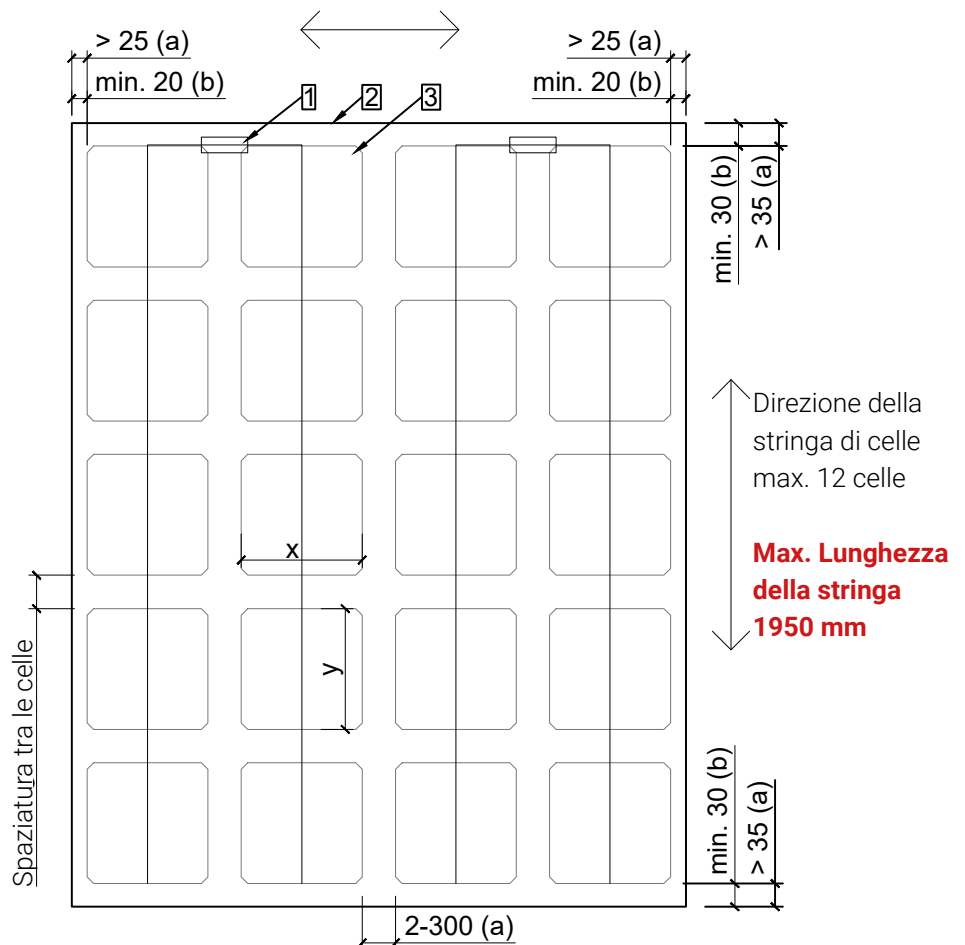 > 25 (a)
min. 20 (b)
> 25 (a)
min. 20 (b)
1
2
3
min. 30 (b)
> 35 (a)
Direzione della
stringa di celle
max. 12 celle
Max. Lunghezza
della stringa
1950 mm
x
y
Spaziatura tra le celle
min. 30 (b)
> 35 (a)
2-300 (a)